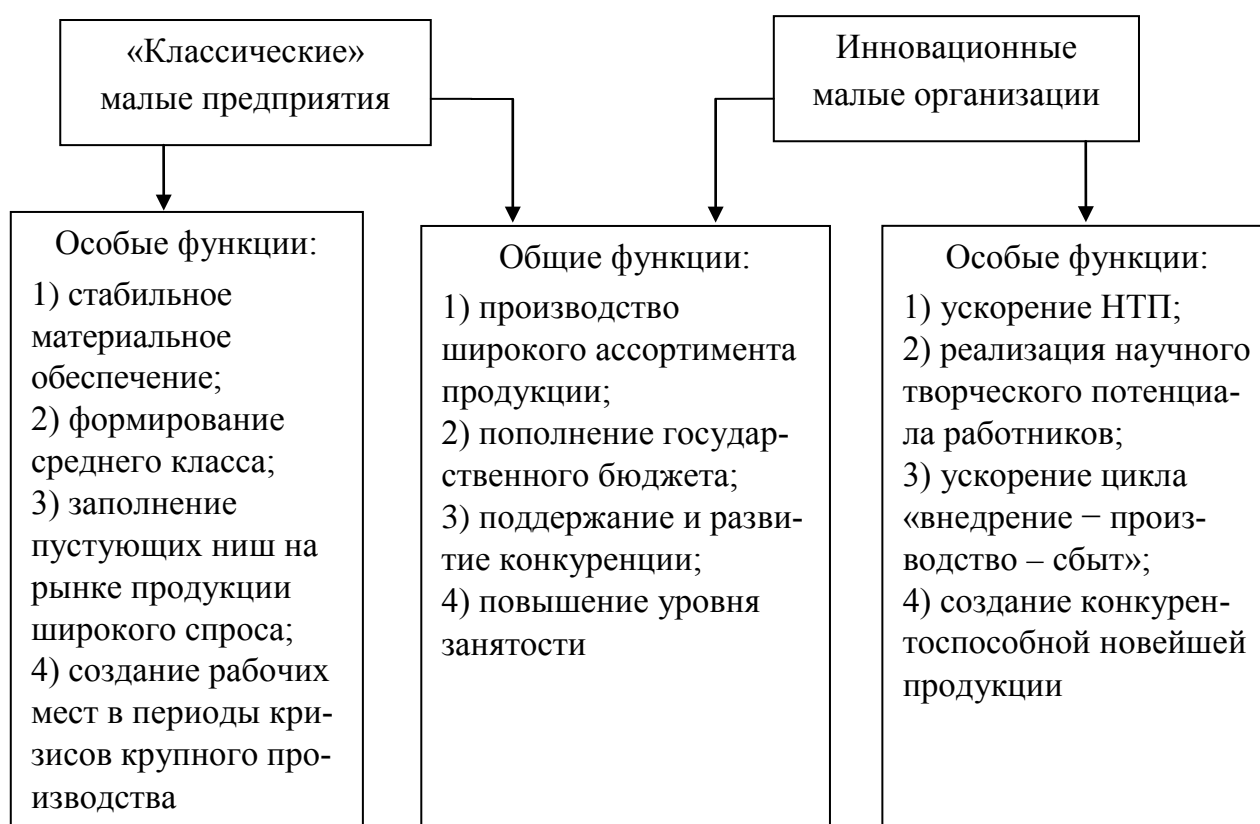 «Классические»
малые предприятия
Инновационные
малые организации
Особые функции:
1) стабильное
материальное
обеспечение;
2) формирование
среднего класса;
3) заполнение
пустующих ниш на
рынке продукции
широкого спроса;
4) создание рабочих
мест в периоды кри-
зисов крупного про-
изводства
Общие функции:
1) производство
широкого ассортимента
продукции;
2) пополнение государ-
ственного бюджета;
3) поддержание и разви-
тие конкуренции;
4) повышение уровня
занятости
Особые функции:
1) ускорение НТП;
2) реализация научного
творческого потенциа-
ла работников;
3) ускорение цикла
«внедрение − произ-
водство – сбыт»;
4) создание конкурен-
тоспособной новейшей
продукции